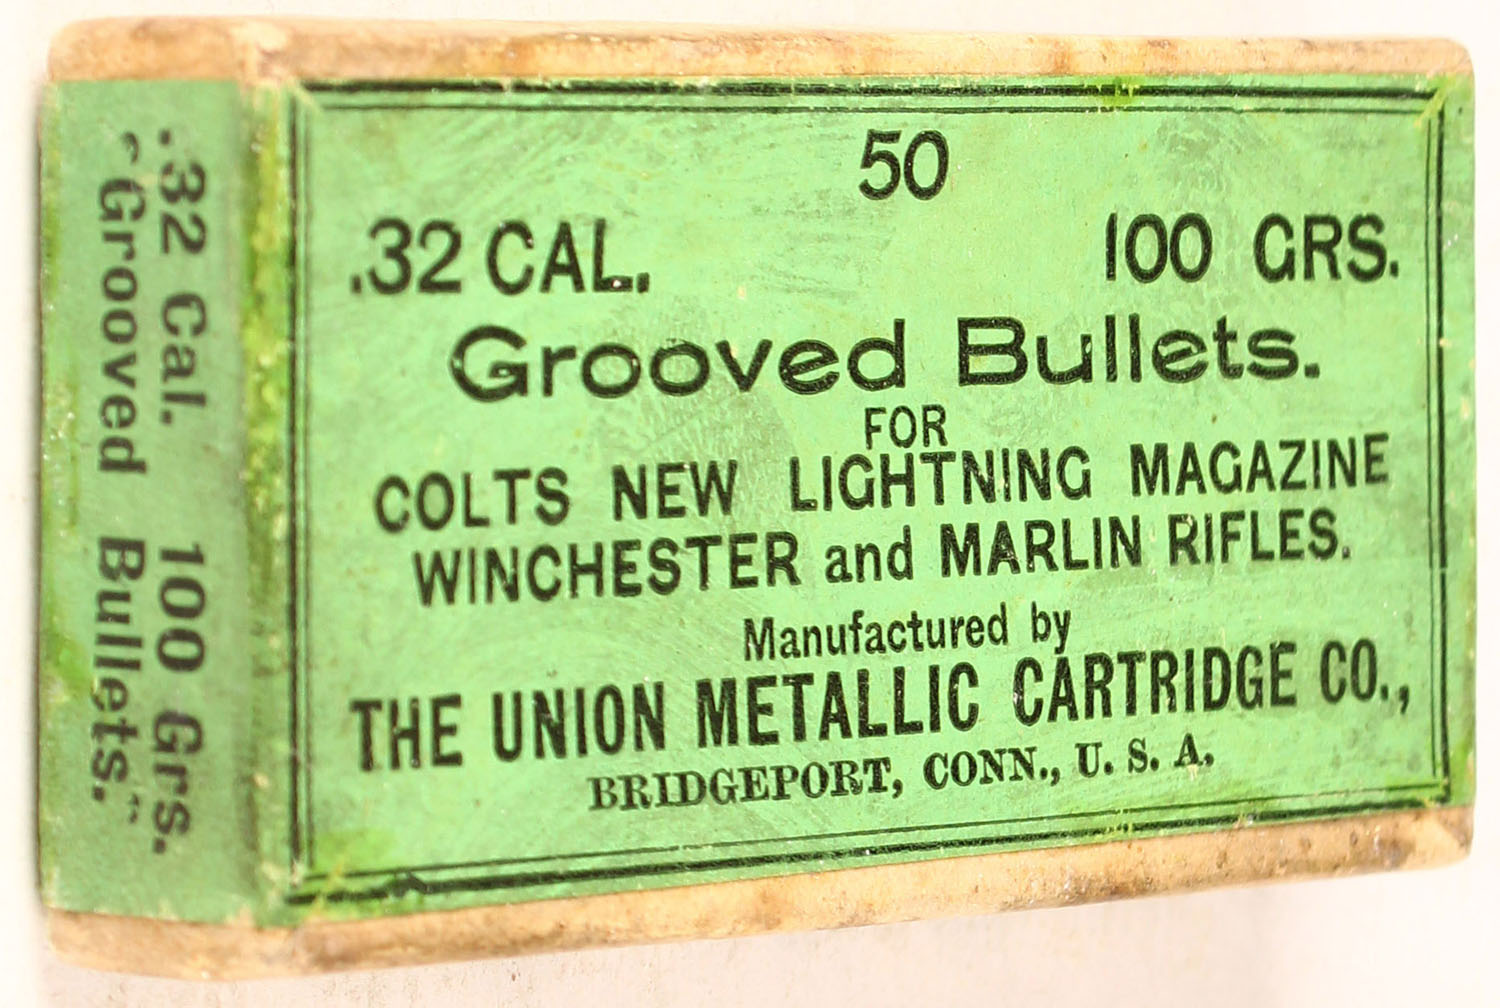 50
.32 CAL. 100 GRS.
Grooved Bullets.
FOR
COLTS NEW LIGHTNING MAGAZINE
WINCHESTER and MARLIN RIFLES.
Manufactured by
THE UNION METALLIC CARTRIDGE CO.,
BRIDGEPORT, CONN., U. S. A.
.32 Cal. 100 Grs.
"Grooved Bullets."